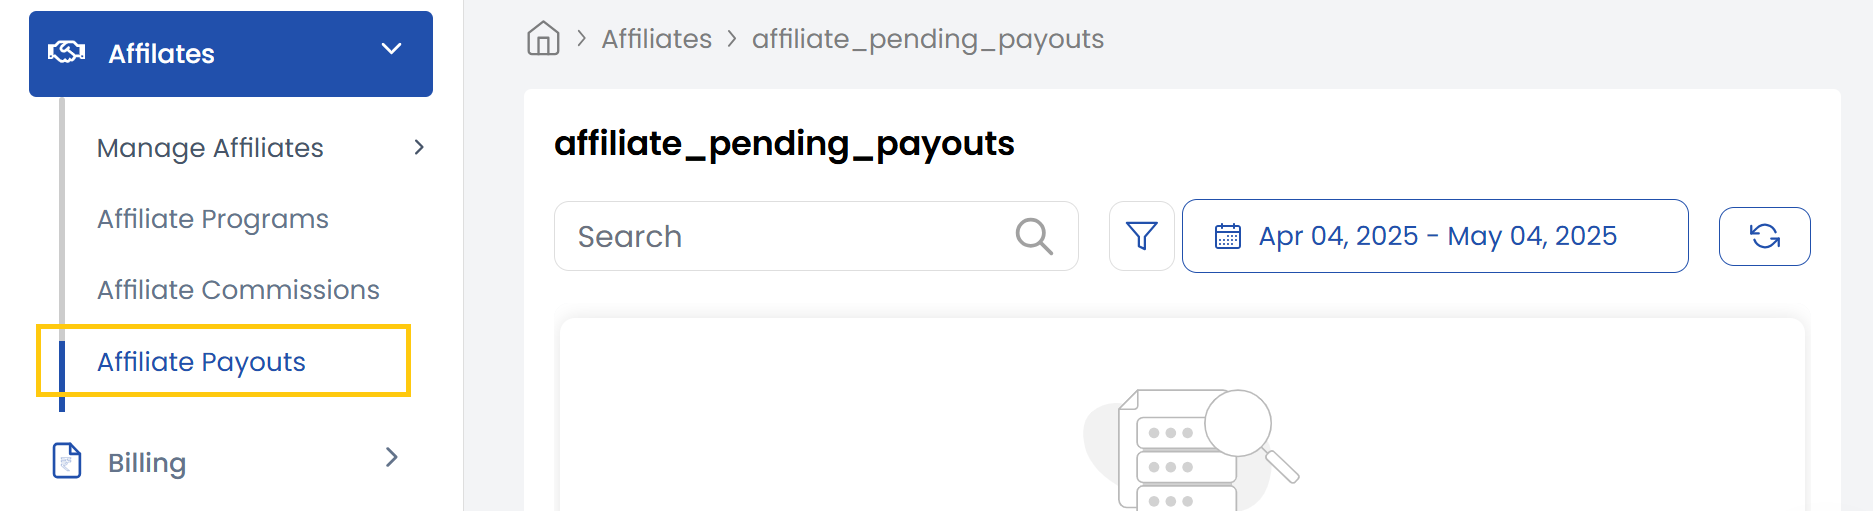 Affilates
Manage Affiliates
Affiliate Programs
Affiliate Commissions
Affiliate Payouts
Billing
Affiliates
affiliate_pending_payouts
affiliate_pending_payouts
Search
Apr 04, 2025 - May 04, 2025